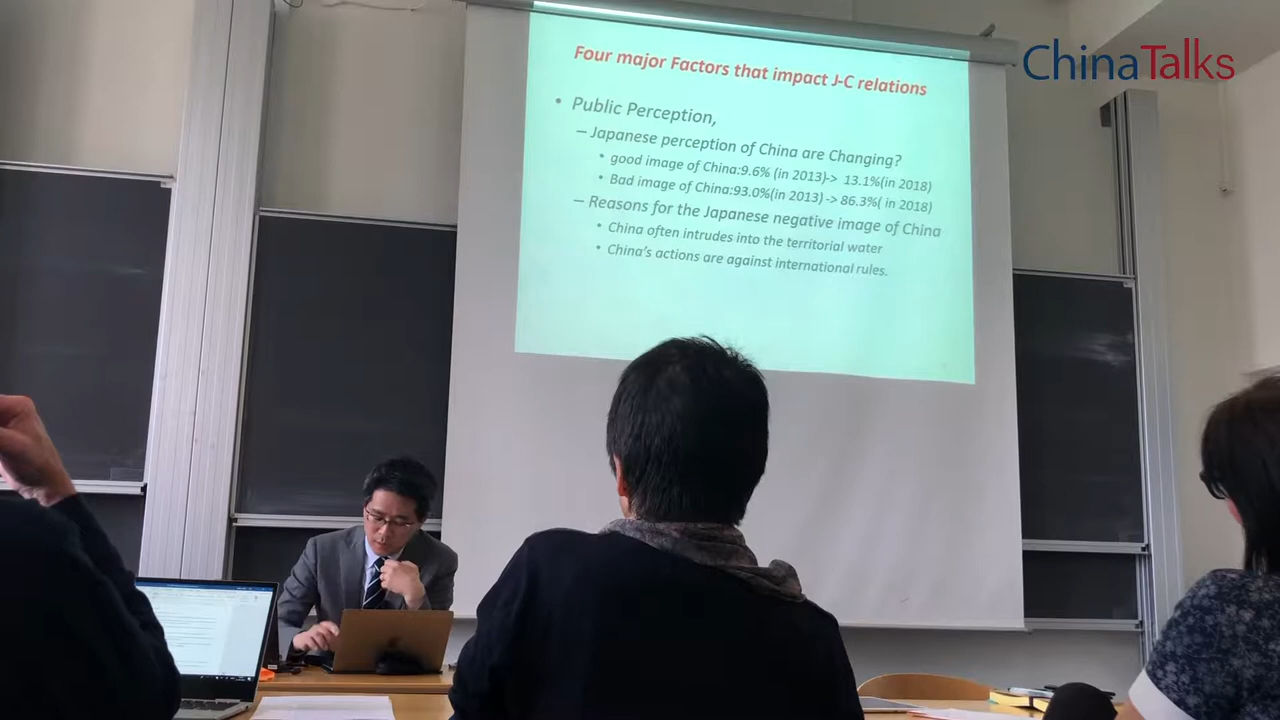 ChinaTalks
Four major Factors that impact J-C relations
• Public Perception,
– Japanese perception of China are Changing?
• good image of China:9.6% (in 2013)-> 13.1%(in 2018)
• Bad image of China:93.0%(in 2013) -> 86.3%( in 2018)
– Reasons for the Japanese negative image of China
• China often intrudes into the territorial water
• China's actions are against international rules.